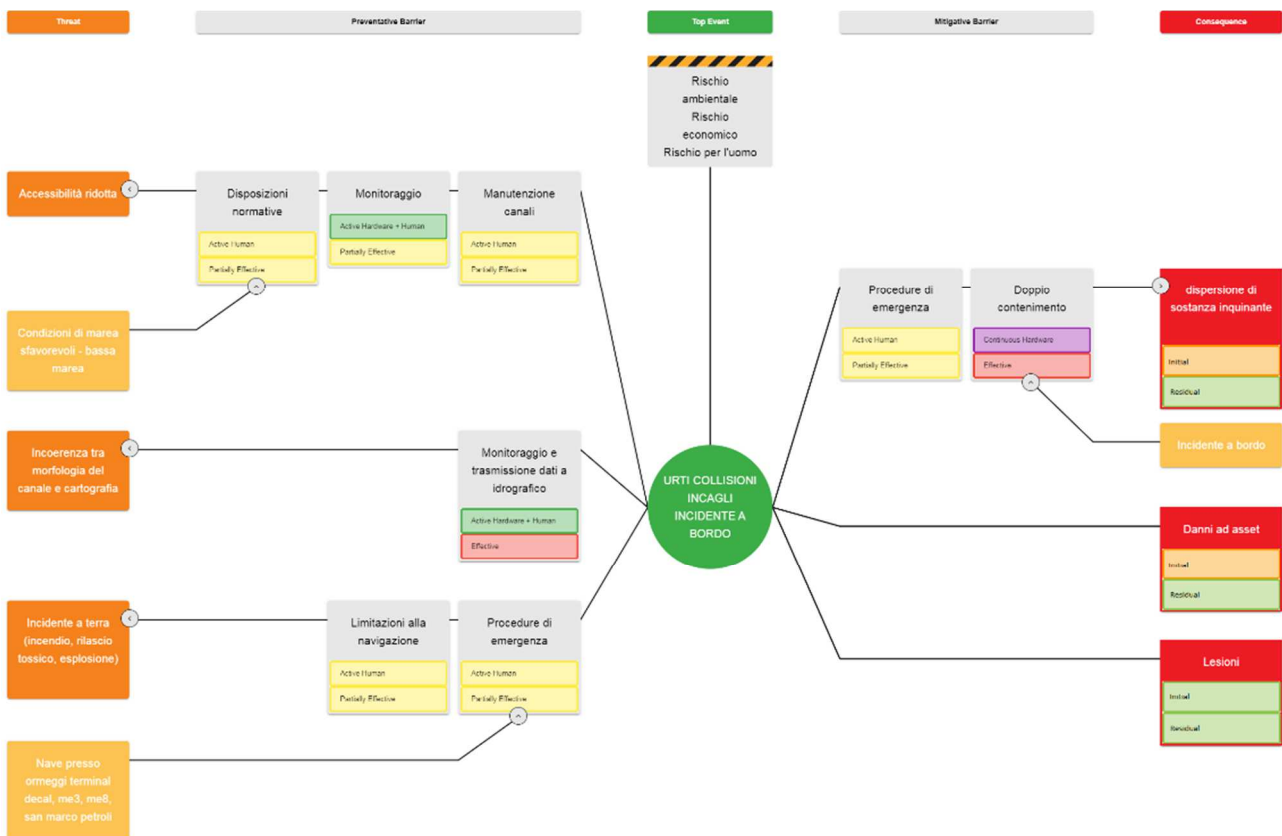 Threat
Preventative Barrier
Top Event
Mitigative Barrier
Consequence
Rischio
ambientale
Rischio
economico
Rischio per l'uomo
Accessibilità ridotta
Disposizioni
normative
Active Human
Partially Effective
Monitoraggio
Active Hardware + Human
Partially Effective
Manutenzione
canali
Active Human
Partially Effective
Condizioni di marea
sfavorevoli - bassa
marea
Incoerenza tra
morfologia del
canale e cartografia
Monitoraggio e
trasmissione dati a
idrografico
Active Hardware + Human
Effective
Incidente a terra
(incendio, rilascio
tossico, esplosione)
Limitazioni alla
navigazione
Active Human
Partially Effective
Procedure di
emergenza
Active Human
Partially Effective
Nave presso
ormeggi terminal
decal, me3, me8,
san marco petroli
URTI COLLISIONI
INCAGLI
INCIDENTE A
BORDO
Procedure di
emergenza
Active Human
Partially Effective
Doppio
contenimento
Continuous Hardware
Effective
dispersione di
sostanza inquinante
Initial
Residual
Incidente a bordo
Danni ad asset
Initial
Residual
Lesioni
Initial
Residual